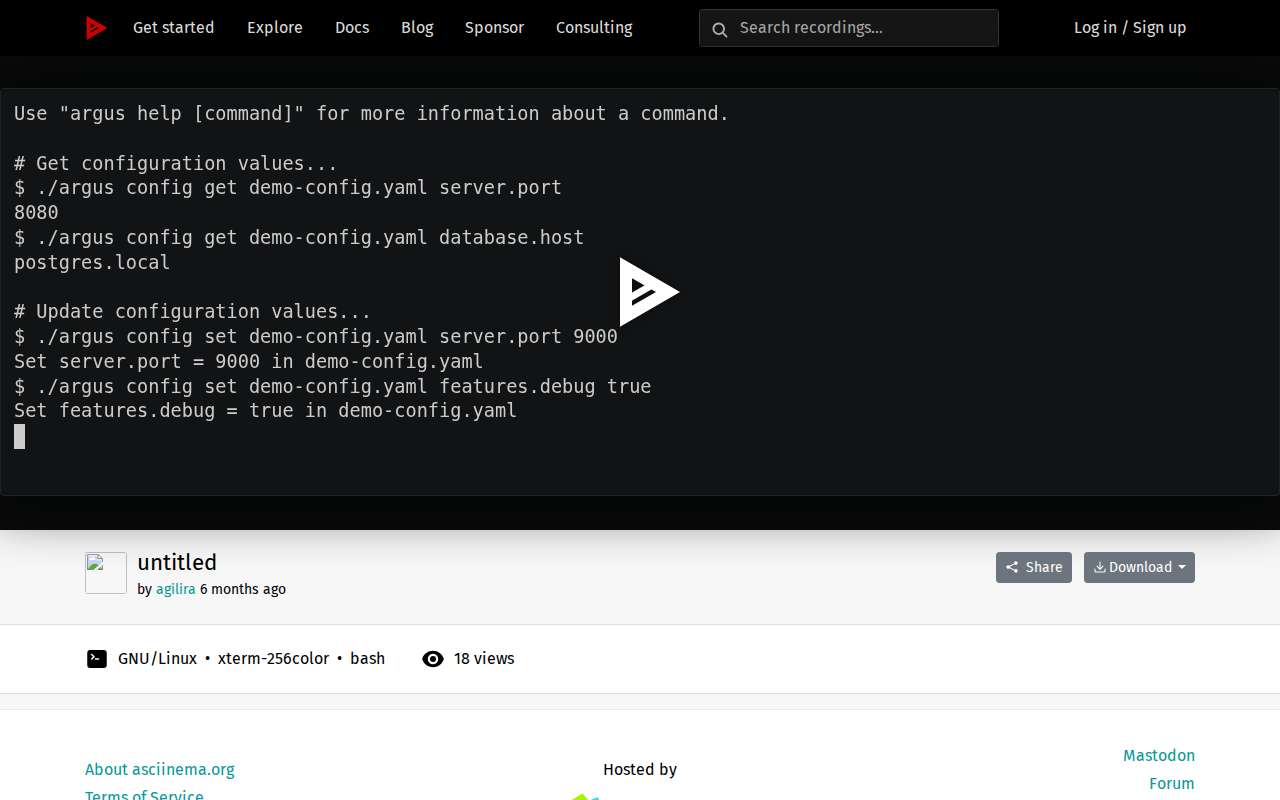 Get started Explore Docs Blog Sponsor Consulting Search recordings... Log in / Sign up
Use "argus help [command]" for more information about a command.
# Get configuration values...
$ ./argus config get demo-config.yaml server.port
8080
$ ./argus config get demo-config.yaml database.host
postgres.local
# Update configuration values...
$ ./argus config set demo-config.yaml server.port 9000
Set server.port = 9000 in demo-config.yaml
$ ./argus config set demo-config.yaml features.debug true
Set features.debug = true in demo-config.yaml
untitled
by agilira 6 months ago
Share Download
GNU/Linux • xterm-256color • bash 18 views
Mastodon
About asciinema.org Hosted by
Forum
Terms of Service